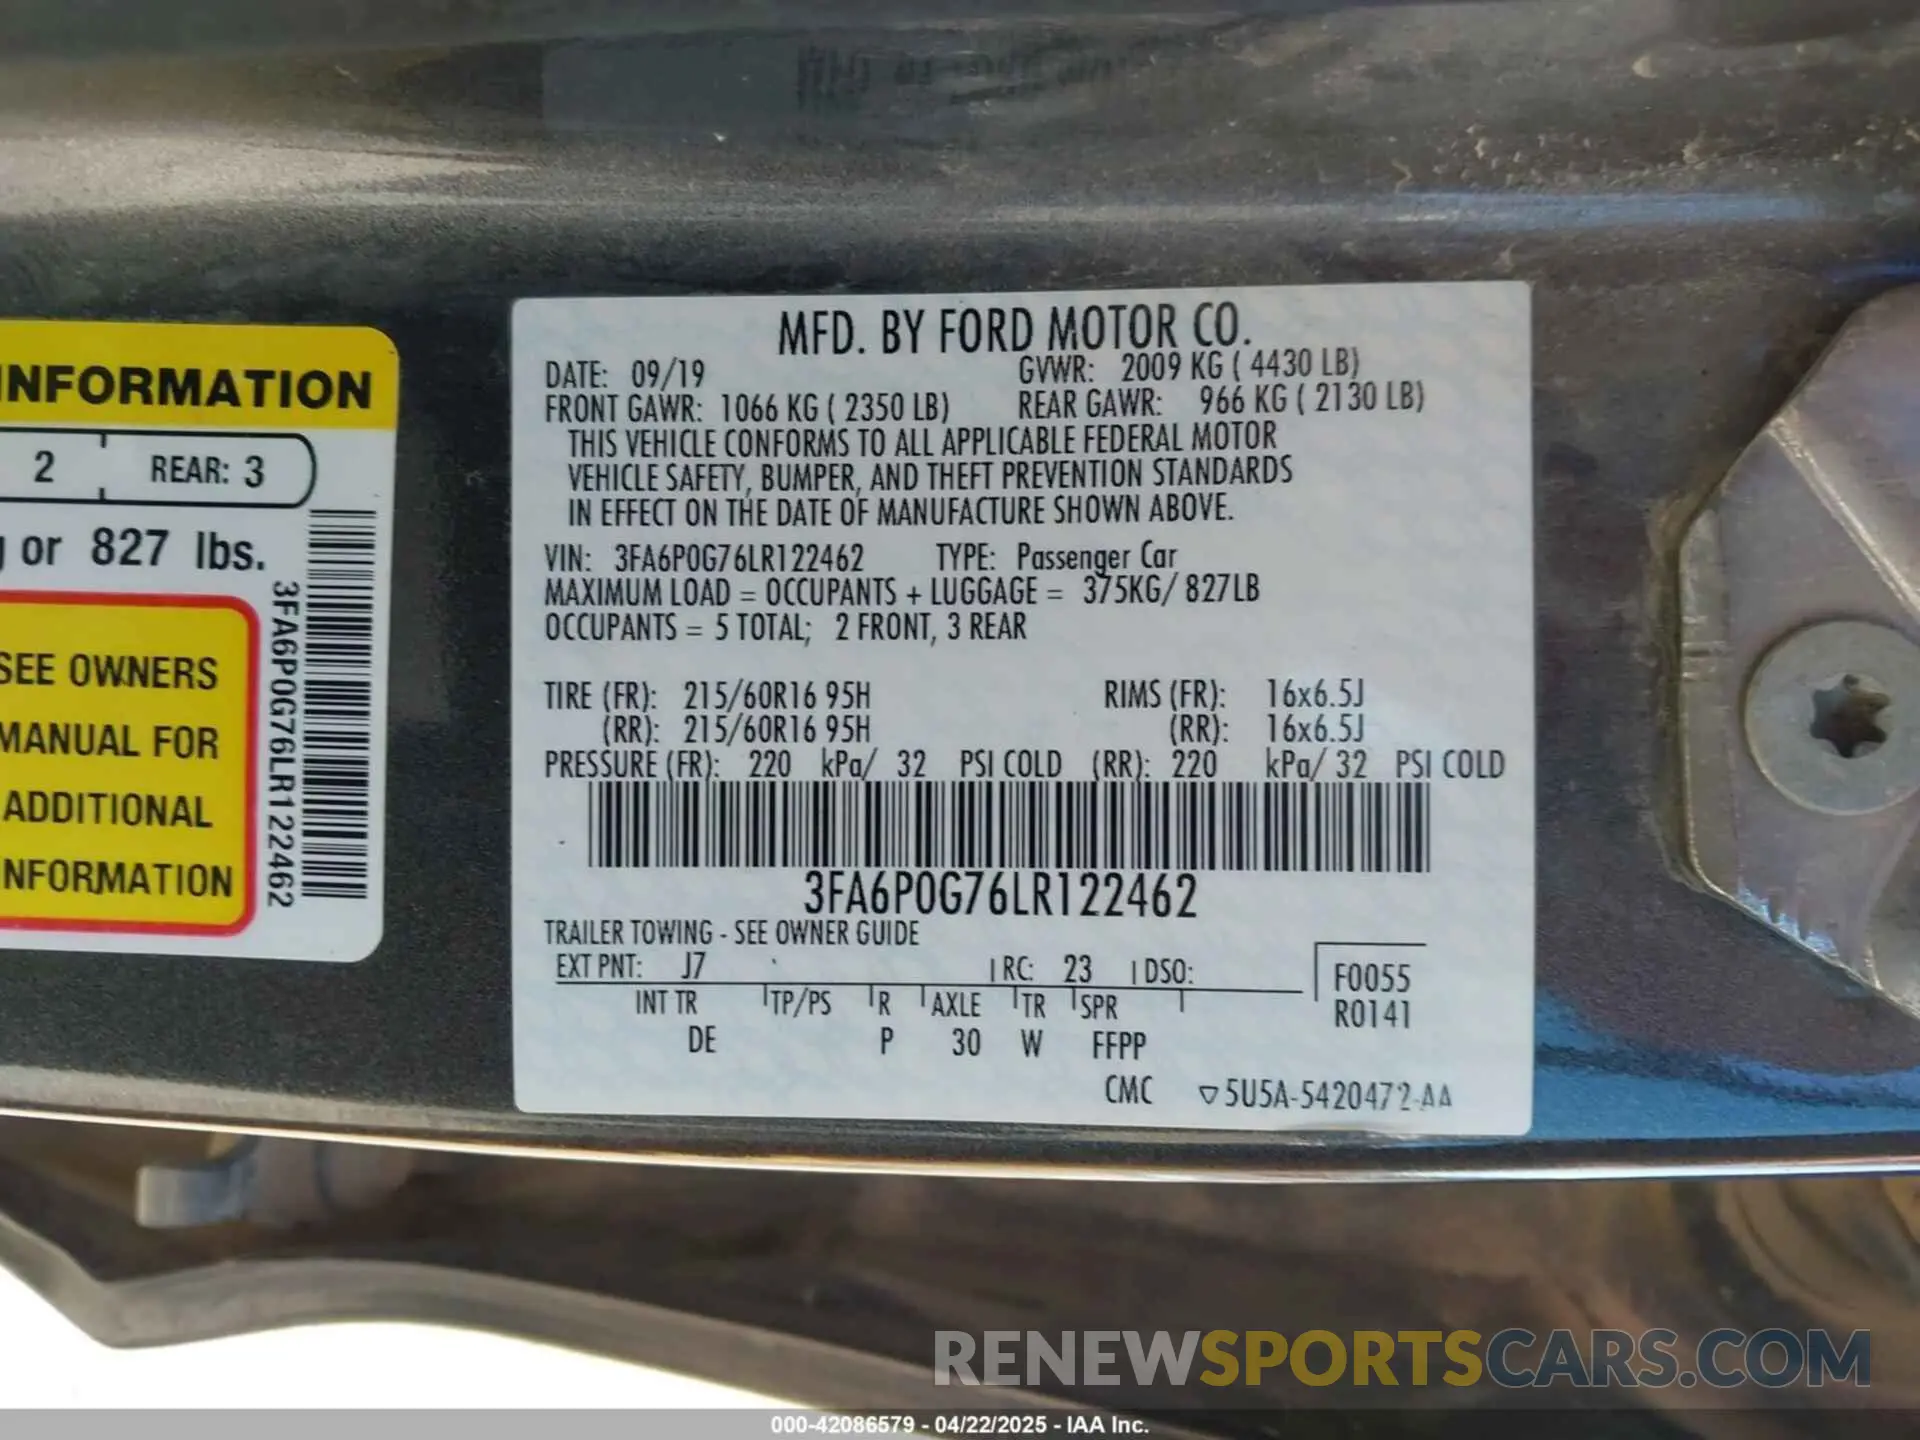 INFORMATION
2 REAR: 3
or 827 lbs.
SEE OWNERS
MANUAL FOR
ADDITIONAL
INFORMATION
3FA6P0G76LR122462
MFD. BY FORD MOTOR CO.
DATE: 09/19 GVWR: 2009 KG ( 4430 LB)
FRONT GAWR: 1066 KG ( 2350 LB) REAR GAWR: 966 KG ( 2130 LB)
THIS VEHICLE CONFORMS TO ALL APPLICABLE FEDERAL MOTOR
VEHICLE SAFETY, BUMPER, AND THEFT PREVENTION STANDARDS
IN EFFECT ON THE DATE OF MANUFACTURE SHOWN ABOVE.
VIN: 3FA6P0G76LR122462 TYPE: Passenger Car
MAXIMUM LOAD = OCCUPANTS + LUGGAGE = 375KG/ 827LB
OCCUPANTS = 5 TOTAL; 2 FRONT, 3 REAR
TIRE (FR): 215/60R16 95H RIMS (FR): 16x6.5J
(RR): 215/60R16 95H (RR): 16x6.5J
PRESSURE (FR): 220 kPa/ 32 PSI COLD (RR): 220 kPa/ 32 PSI COLD
3FA6P0G76LR122462
TRAILER TOWING - SEE OWNER GUIDE
EXT PNT: J7 RC: 23 DSO: F0055
R0141
INT TR TP/PS R AXLE TR SPR
DE P 30 W FFPP
CMC ▽5U5A-5420472-AA
RENEWSPORTSCARS.COM
000-42086579 - 04/22/2025 - IAA Inc.